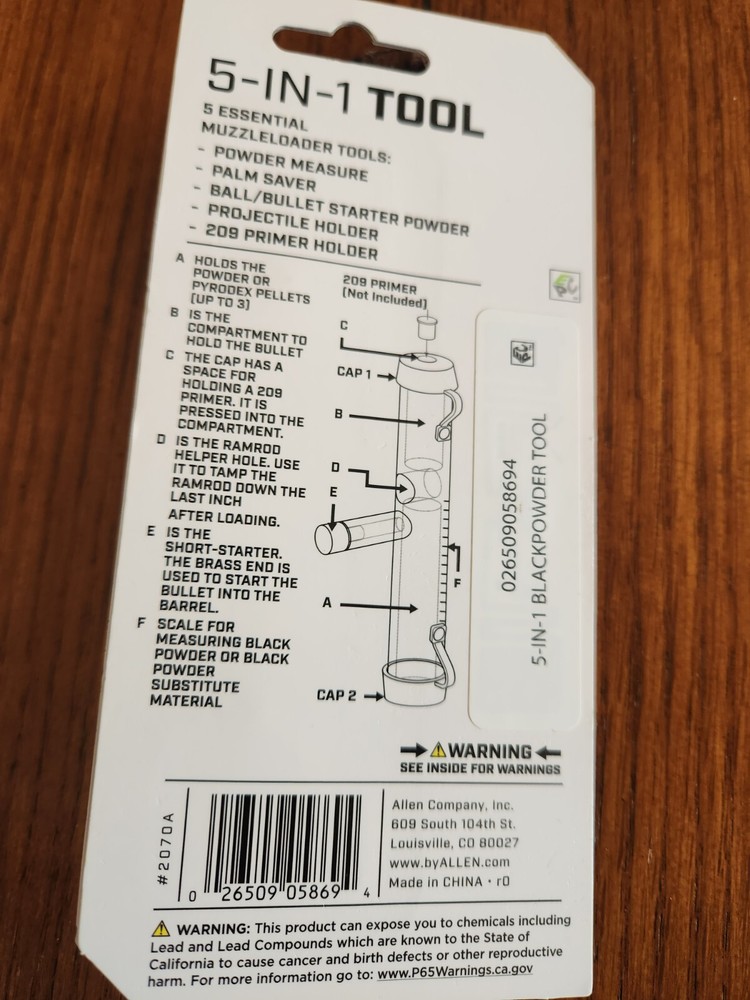 5-IN-1 TOOL
5 ESSENTIAL
MUZZLELOADER TOOLS:
- POWDER MEASURE
- PALM SAVER
- BALL/BULLET STARTER POWDER
- PROJECTILE HOLDER
- 209 PRIMER HOLDER
A HOLDS THE
POWDER OR
PYRODEX PELLETS
(UP TO 3)
B IS THE
COMPARTMENT TO
HOLD THE BULLET
C THE CAP HAS A
SPACE FOR
HOLDING A 209
PRIMER. IT IS
PRESSED INTO THE
COMPARTMENT.
D IS THE RAMROD
HELPER HOLE. USE
IT TO TAMP THE
RAMROD DOWN THE
LAST INCH
AFTER LOADING.
E IS THE
SHORT-STARTER.
THE BRASS END IS
USED TO START THE
BULLET INTO THE
BARREL.
F SCALE FOR
MEASURING BLACK
POWDER OR BLACK
POWDER
SUBSTITUTE
MATERIAL
209 PRIMER
(Not Included)
C
CAP 1
B
D
E
F
A
CAP 2
026509058694
5-IN-1 BLACKPOWDER TOOL
WARNING
SEE INSIDE FOR WARNINGS
#2070A
0 26509 05869 4
Allen Company, Inc.
609 South 104th St.
Louisville, CO 80027
www.byALLEN.com
Made in CHINA • r0
WARNING: This product can expose you to chemicals including
Lead and Lead Compounds which are known to the State of
California to cause cancer and birth defects or other reproductive
harm. For more information go to: www.P65Warnings.ca.gov